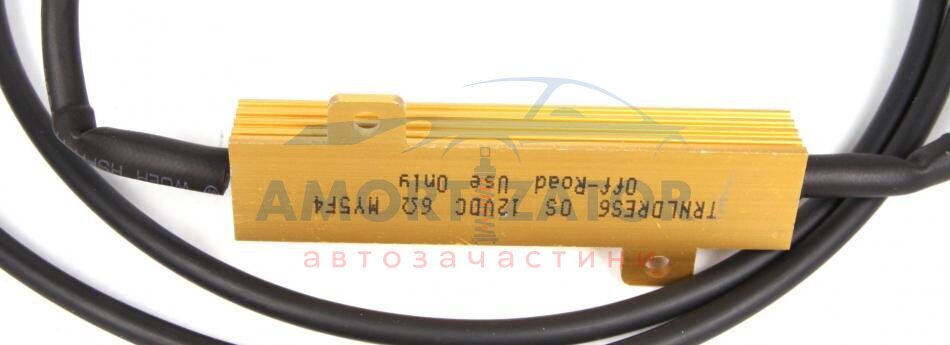 TRNLDRES6 OS 12VDC 6Ω MY5F4
Off-Road Use Only
AMORTIZATOR
автозачастини